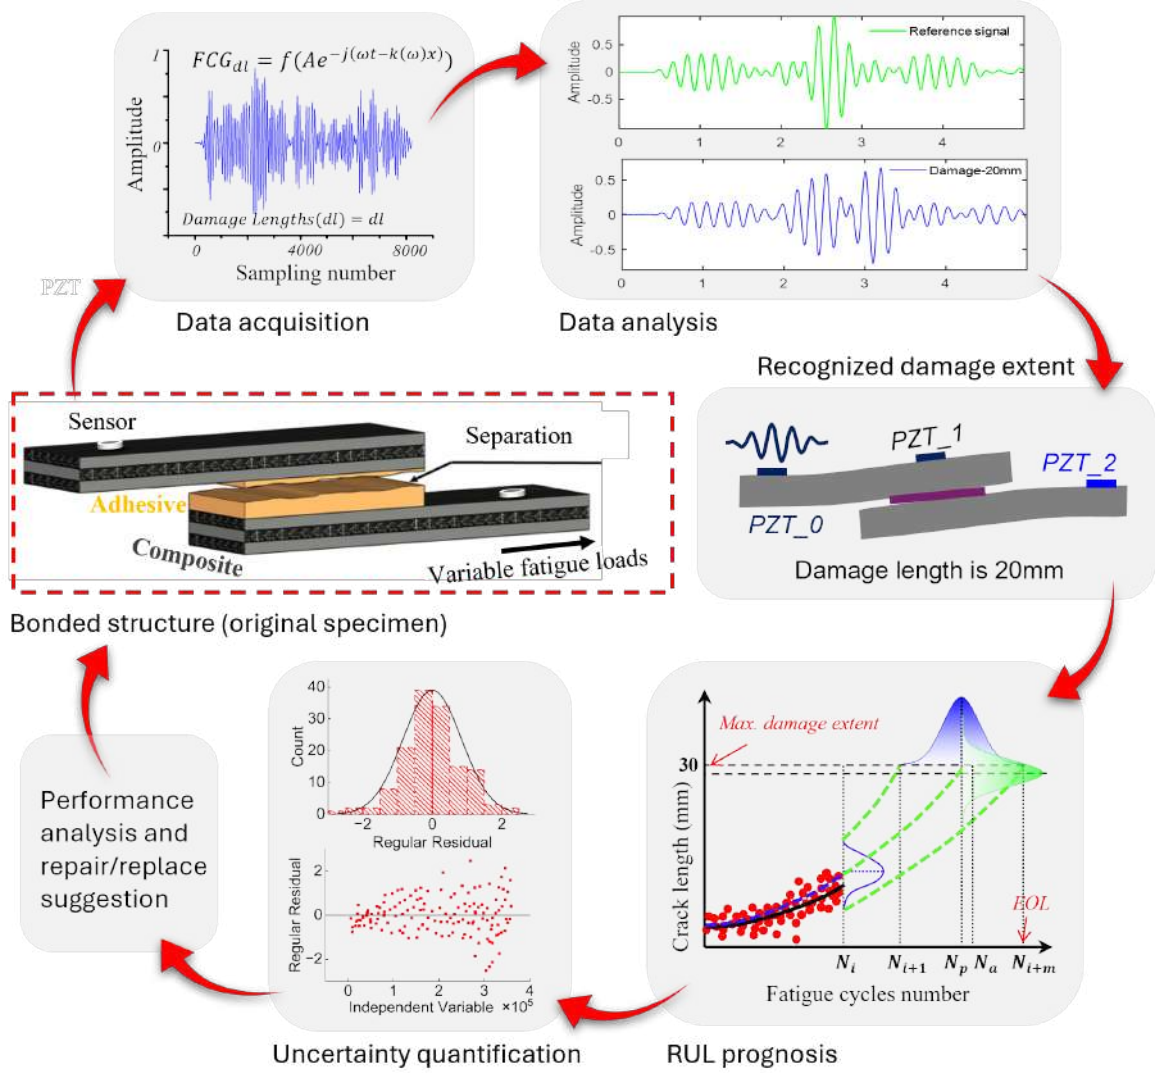 FCG_{dl} = f(Ae^{-j(ωt−k(ω)x)})
1
0
Amplitude
Damage Lengths(dl) = dl
0 4000 8000
Sampling number
PZT
Data acquisition
Reference signal
Amplitude
0.5
0
-0.5
0 1 2 3 4
Damage-20mm
Amplitude
0.5
0
-0.5
0 1 2 3 4
Data analysis
Recognized damage extent
PZT_0
PZT_1
PZT_2
Damage length is 20mm
Sensor
Separation
Adhesive
Composite
Variable fatigue loads
Bonded structure (original specimen)
Max. damage extent
30
Crack length (mm)
EOL
N_i N_{i+1} N_p N_a N_{i+m}
Fatigue cycles number
RUL prognosis
40
30
20
10
0
Count
−2 0 2
Regular Residual
2
0
−2
Regular Residual
0 1 2 3 4
Independent Variable ×10^5
Uncertainty quantification
Performance
analysis and
repair/replace
suggestion